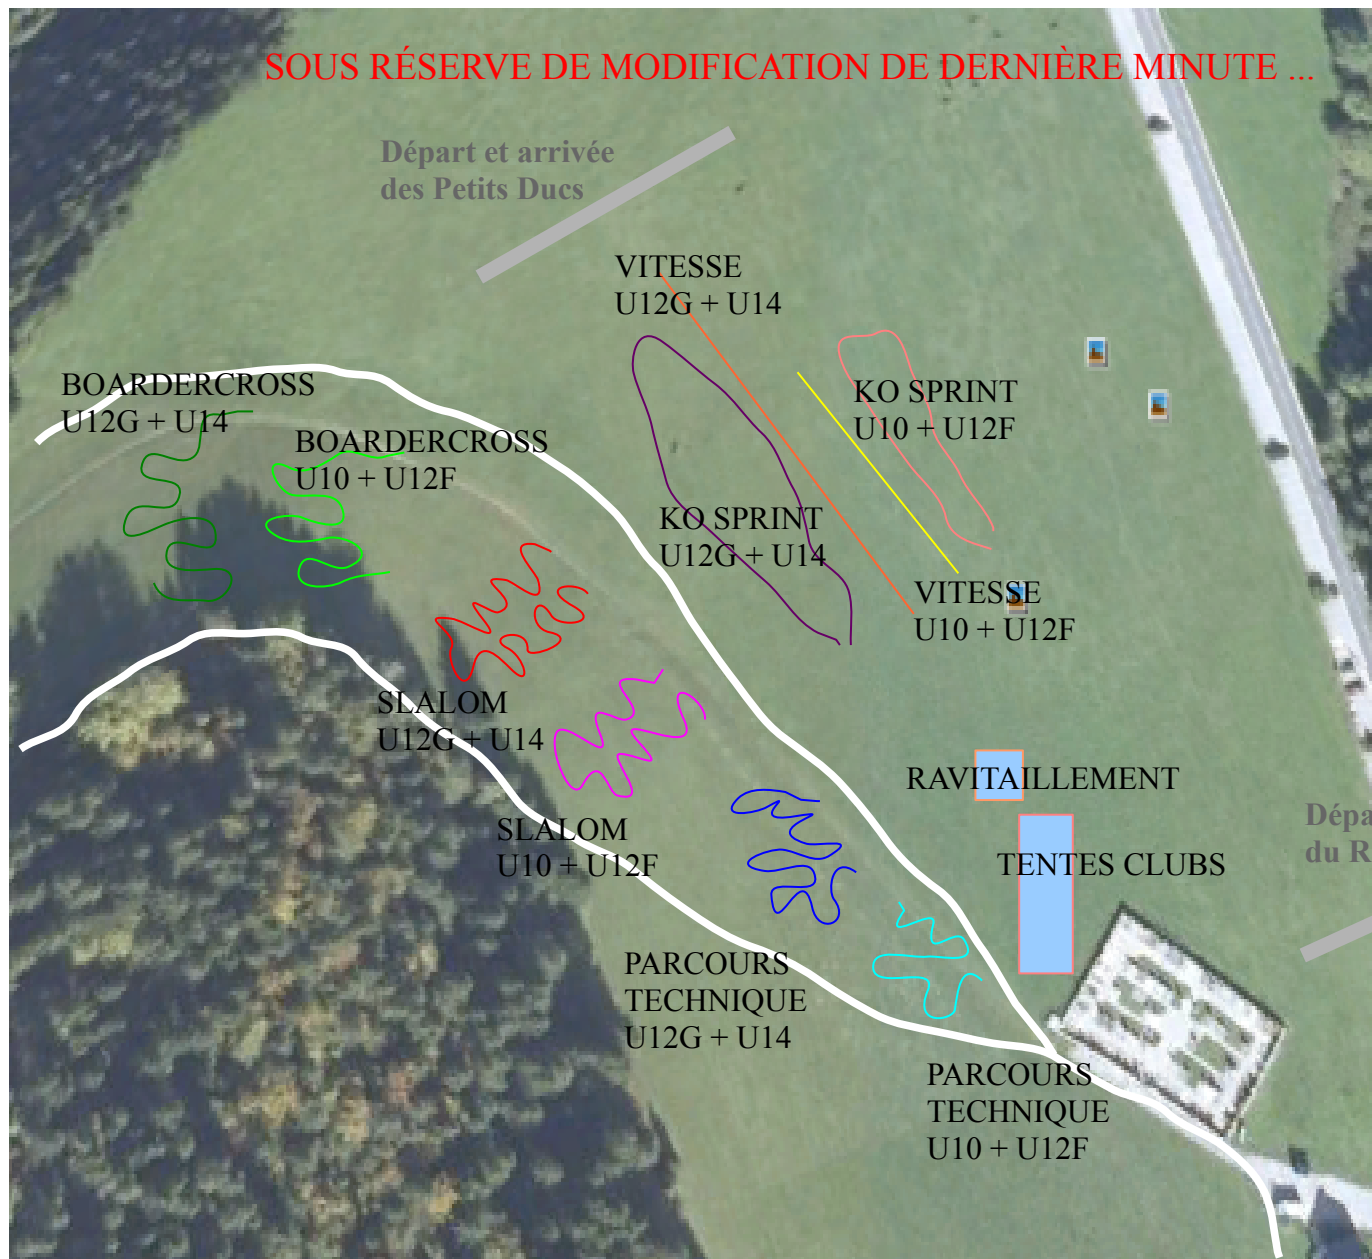 SOUS RÉSERVE DE MODIFICATION DE DERNIÈRE MINUTE ...
Départ et arrivée
des Petits Ducs
VITESSE
U12G + U14
BOARDERCROSS
U12G + U14
KO SPRINT
U10 + U12F
BOARDERCROSS
U10 + U12F
KO SPRINT
U12G + U14
VITESSE
U10 + U12F
SLALOM
U12G + U14
RAVITAILLEMENT
SLALOM
U10 + U12F
Dépa
du R
TENTES CLUBS
PARCOURS
TECHNIQUE
U12G + U14
PARCOURS
TECHNIQUE
U10 + U12F